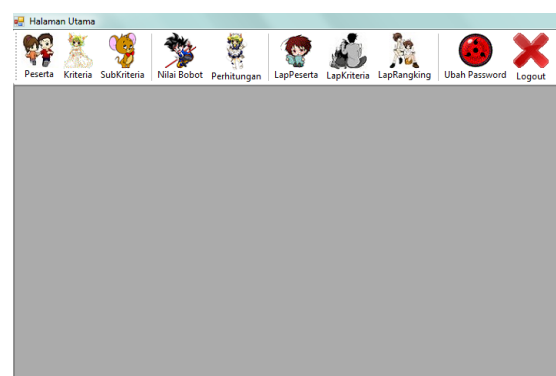 Halaman Utama
Peserta Kriteria SubKriteria Nilai Bobot Perhitungan LapPeserta LapKriteria LapRangking Ubah Password Logout